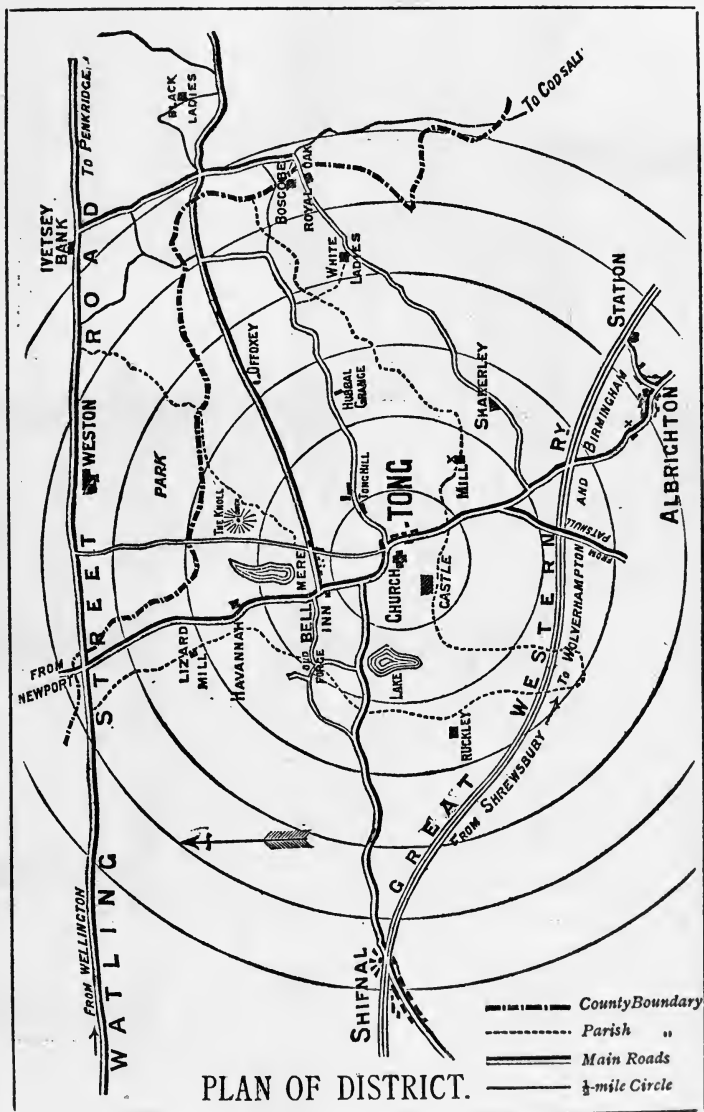 WATLING STREET ROAD
FROM WELLINGTON
FROM NEWPORT
TO PENKRIDGE
IVETSEY BANK
BLACK LADIES
WESTON
PARK
BOSCOBEL
ROYAL OAK
TO CODSALL
WHITE LADIES
OFFOXEY
HUBBAL GRANGE
THE KNOLL
TONG HILL
TONG
CHURCH
CASTLE
MILL
SHAKERLEY
MERE
BELL INN
OLD FORGE
HAVANNAH
LIZARD MILL
LAKE
RUCKLEY
SHIFNAL
GREAT WESTERN RY
FROM SHREWSBURY
TO WOLVERHAMPTON
AND BIRMINGHAM
STATION
ALBRIGHTON
FROM PATSHULL
County Boundary
Parish „
Main Roads
½-mile Circle
PLAN OF DISTRICT.